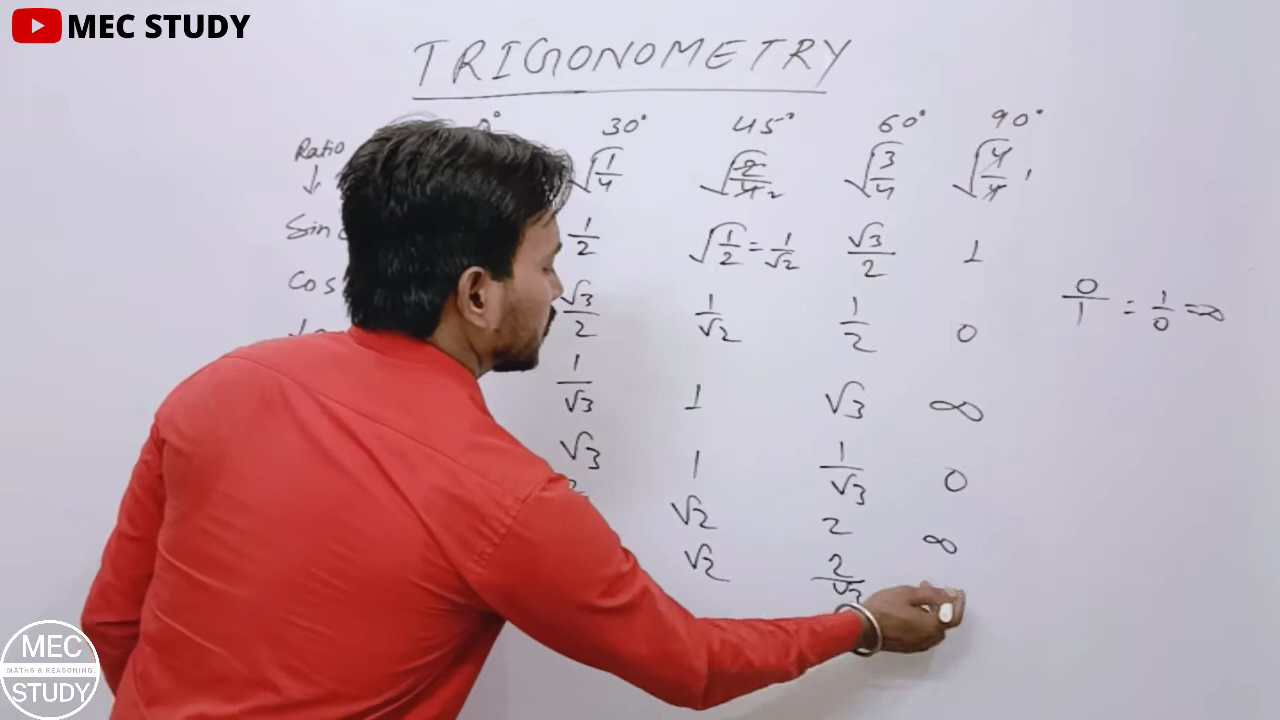 MEC STUDY
TRIGONOMETRY
30° 45° 60° 90°
Ratio √1/4 √2/4 2 √3/4 √4/4 1
↓
Sin 1/2 √1/2 = 1/√2 √3/2 1
Cos √3/2 1/√2 1/2 0
0/1 = 1/0 = ∞
1/√3 1 √3 ∞
√3 1 1/√3 0
√2 2 ∞
√2 2/√3
MEC
MATHS & REASONING
STUDY